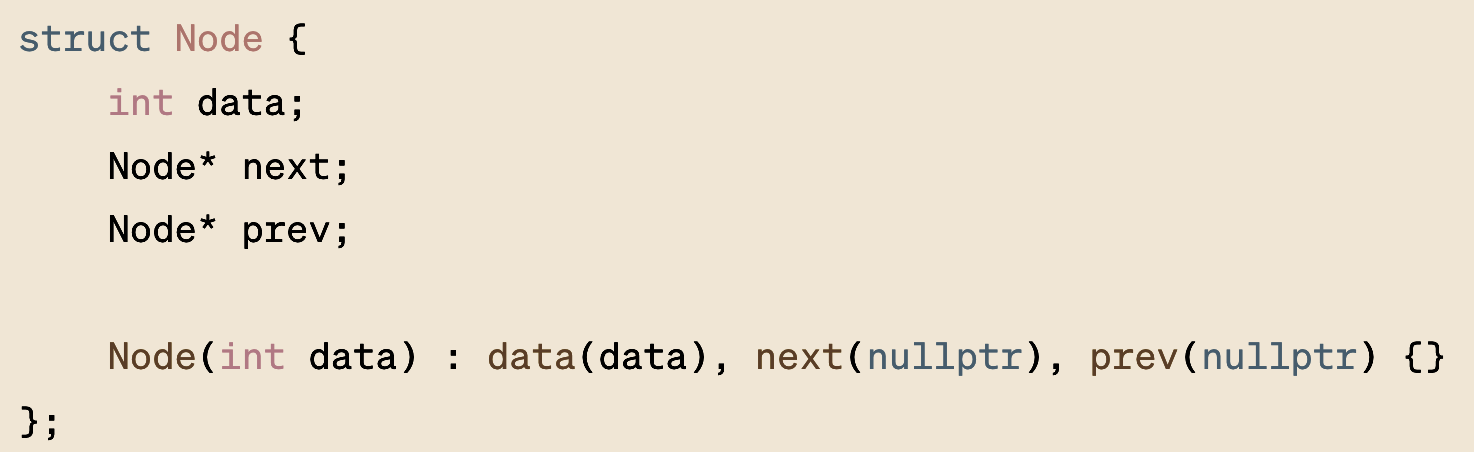 struct Node {
    int data;
    Node* next;
    Node* prev;

    Node(int data) : data(data), next(nullptr), prev(nullptr) {}
};